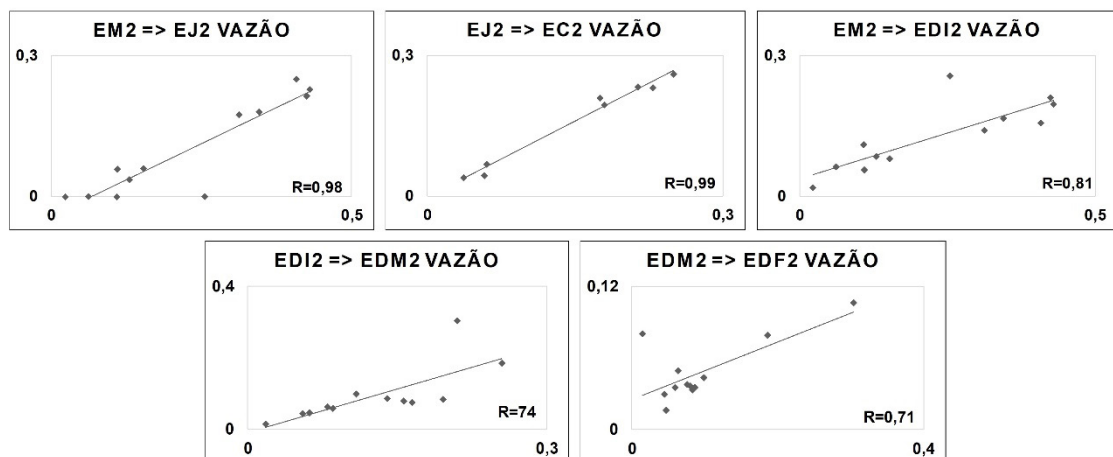 EM2 => EJ2 VAZÃO
0,3
0
R=0,98
0
0,5
EJ2 => EC2 VAZÃO
0,3
0
R=0,99
0
0,3
EM2 => EDI2 VAZÃO
0,3
0
R=0,81
0
0,5
EDI2 => EDM2 VAZÃO
0,4
0
R=74
0
0,3
EDM2 => EDF2 VAZÃO
0,12
0
R=0,71
0
0,4